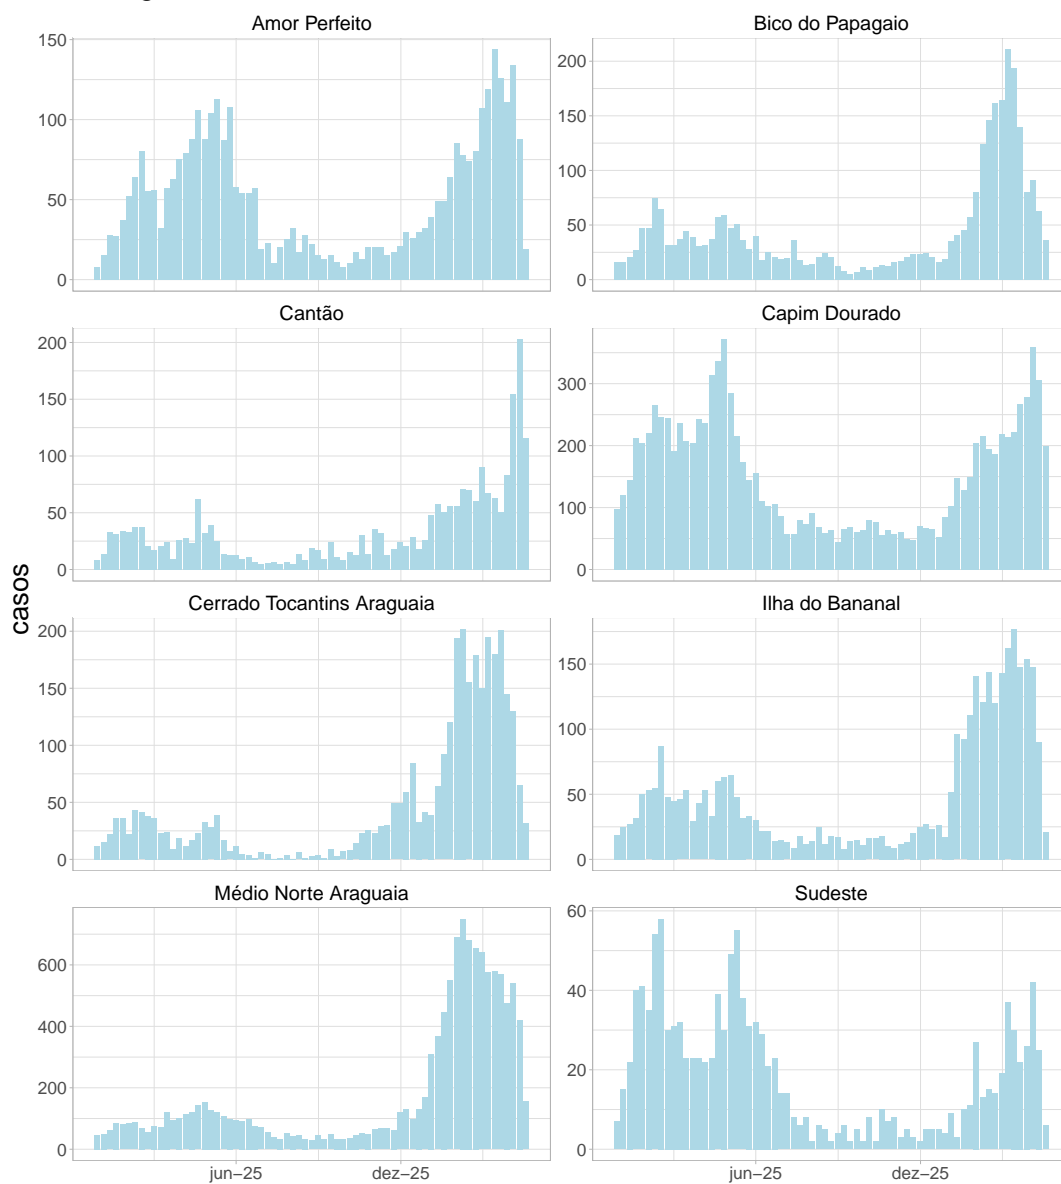 Amor Perfeito
Bico do Papagaio
150
100
50
0
200
150
100
50
0
Cantão
Capim Dourado
200
150
100
50
0
300
200
100
0
casos
Cerrado Tocantins Araguaia
Ilha do Bananal
200
150
100
50
0
150
100
50
0
Médio Norte Araguaia
Sudeste
600
400
200
0
60
40
20
0
jun−25
dez−25
jun−25
dez−25